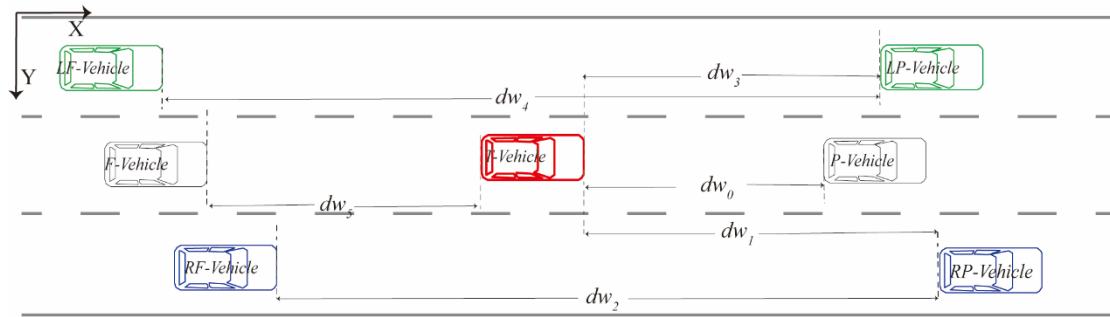 X
Y
LF-Vehicle
LP-Vehicle
dw₃
dw₄
F-Vehicle
T-Vehicle
P-Vehicle
dw₅
dw₀
dw₁
RF-Vehicle
RP-Vehicle
dw₂